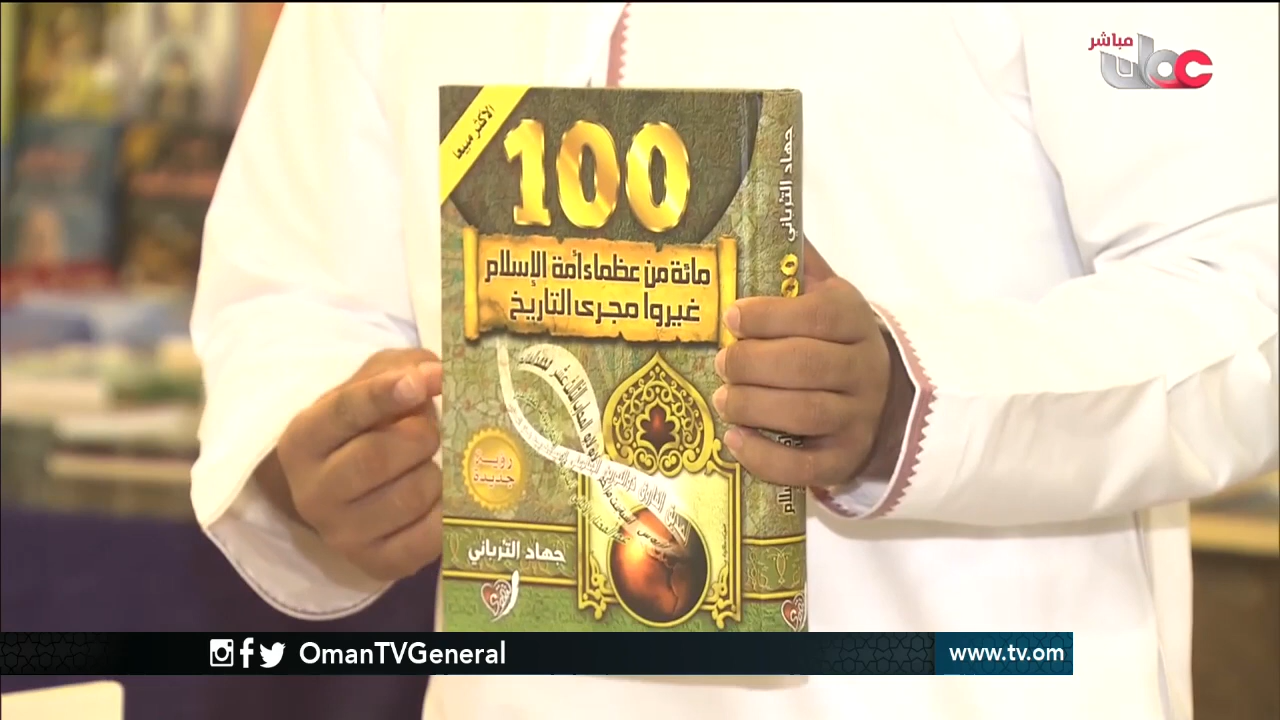 مباشر
عمان
الأكثر مبيعا
100
مائة من عظماء أمة الإسلام
غيروا مجرى التاريخ
رؤية
جديدة
جهاد الترباني
جهاد الترباني
OmanTVGeneral
www.tv.om